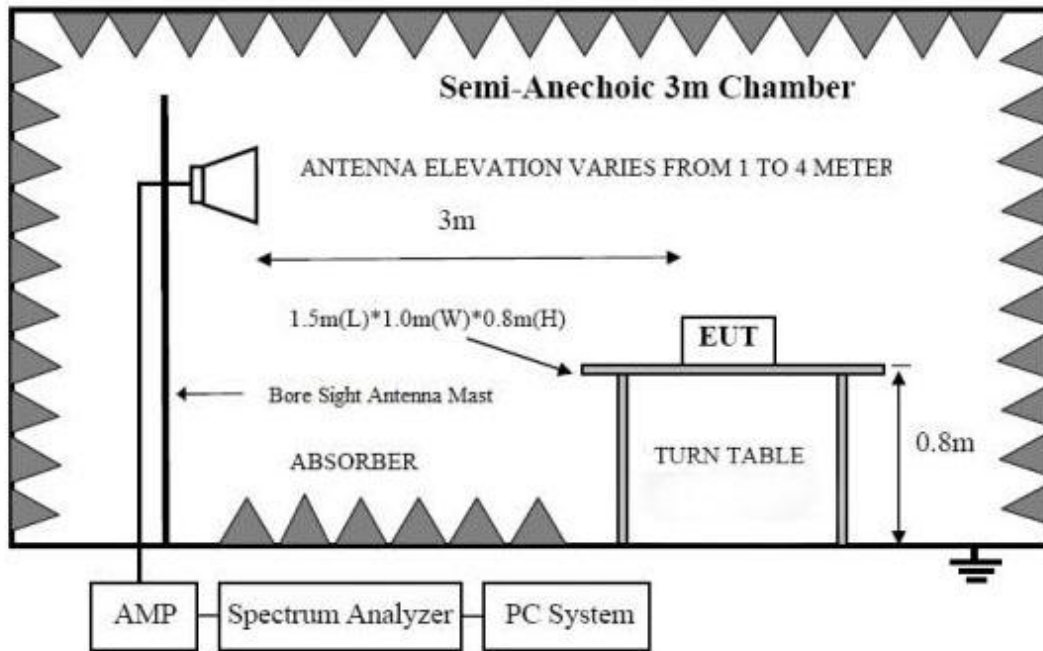 Semi-Anechoic 3m Chamber
ANTENNA ELEVATION VARIES FROM 1 TO 4 METER
3m
1.5m(L)*1.0m(W)*0.8m(H)
EUT
Bore Sight Antenna Mast
ABSORBER
TURN TABLE
0.8m
AMP
Spectrum Analyzer
PC System